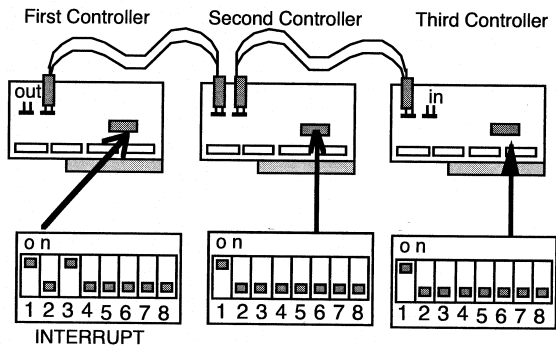 First Controller
Second Controller
Third Controller
out
in
on
1 2 3 4 5 6 7 8
INTERRUPT
on
1 2 3 4 5 6 7 8
on
1 2 3 4 5 6 7 8